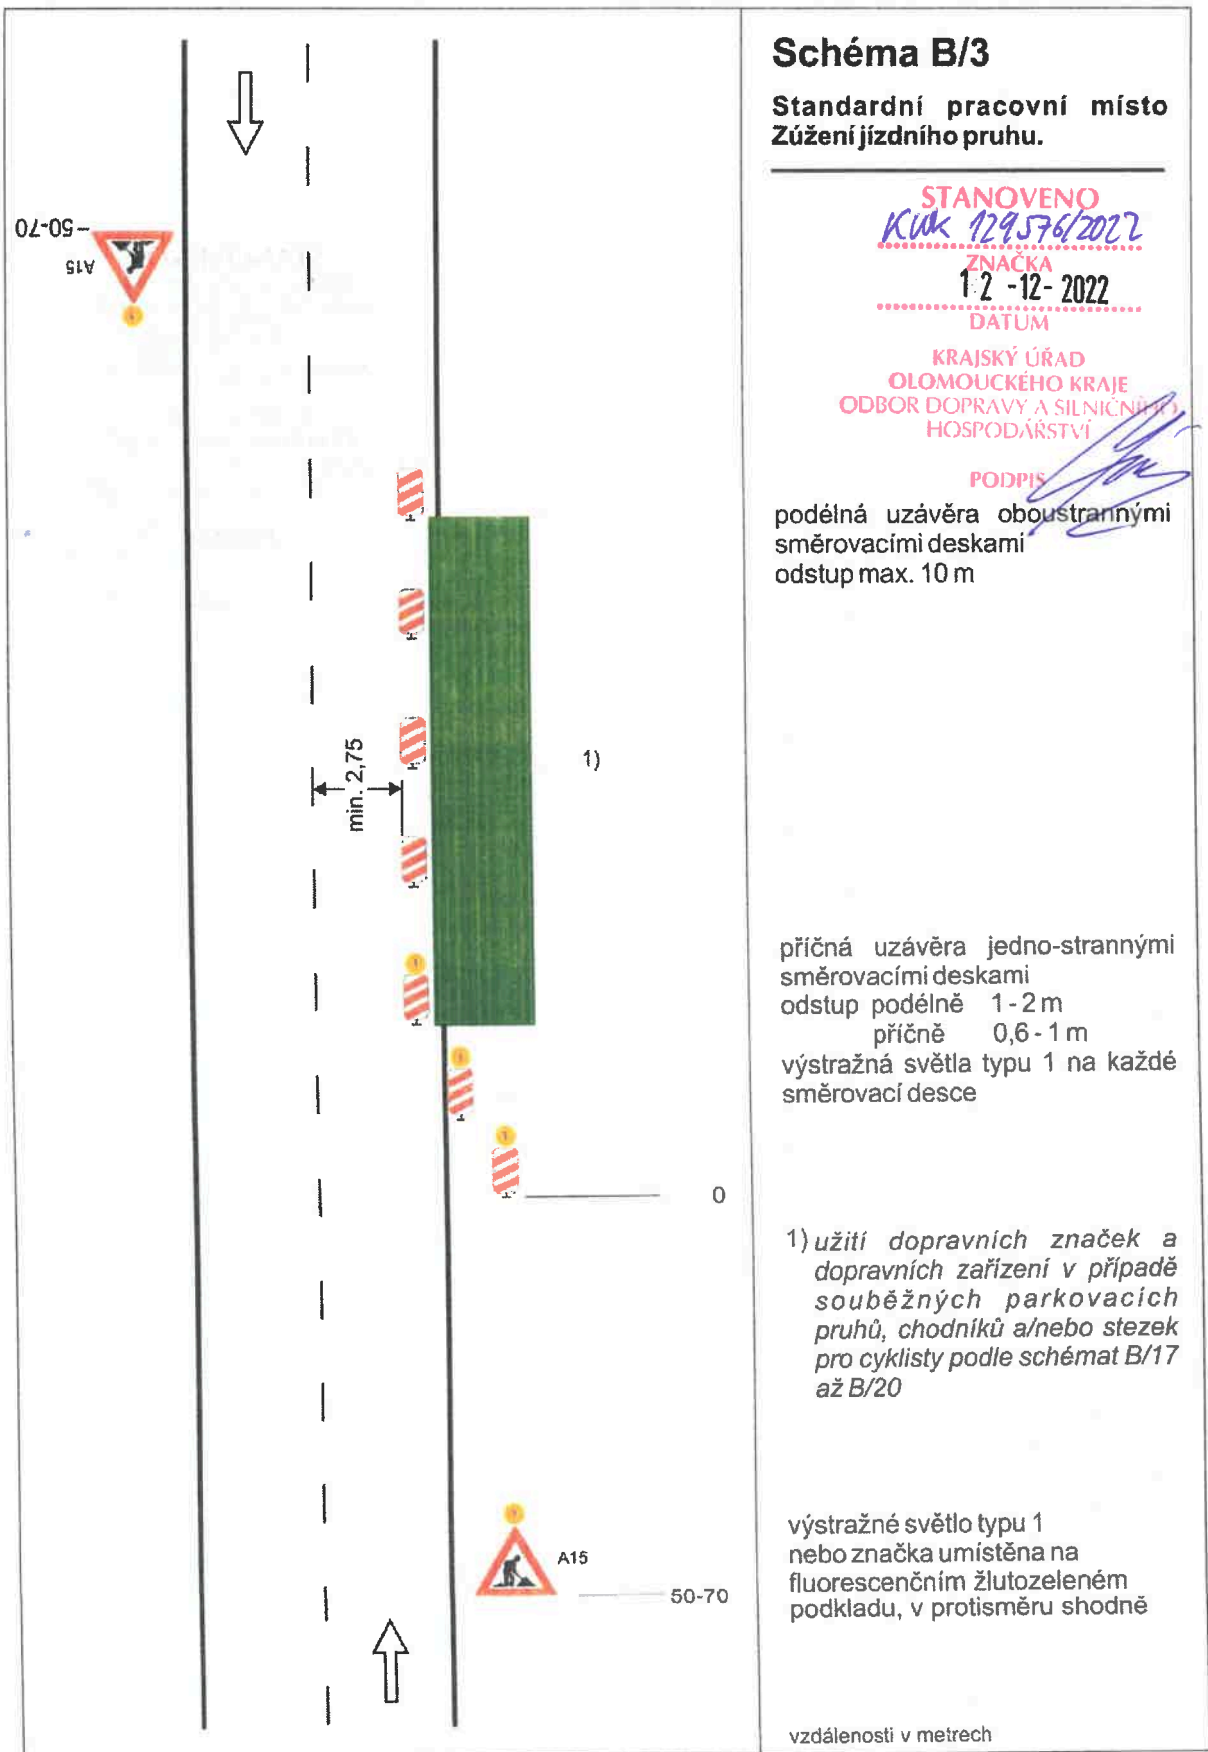 Schéma B/3
Standardní pracovní místo
Zúžení jízdního pruhu.
STANOVENO
129576/2022
ZNAČKA
12 -12- 2022
DATUM
KRAJSKÝ ÚŘAD
OLOMOUCKÉHO KRAJE
ODBOR DOPRAVY A SILNIČNÍHO
HOSPODÁŘSTVÍ
PODPIS
podélná uzávěra oboustrannými
směrovacími deskami
odstup max. 10 m
příčná uzávěra jedno-strannými
směrovacími deskami
odstup podélně 1 - 2 m
příčně 0,6 - 1 m
výstražná světla typu 1 na každé
směrovací desce
1) užití dopravních značek a
dopravních zařízení v případě
souběžných parkovacích
pruhů, chodníků a/nebo stezek
pro cyklisty podle schémat B/17
až B/20
výstražné světlo typu 1
nebo značka umístěna na
fluorescenčním žlutozeleném
podkladu, v protisměru shodně
vzdálenosti v metrech
50-70
A15
min. 2,75
1)
0
A15
50-70